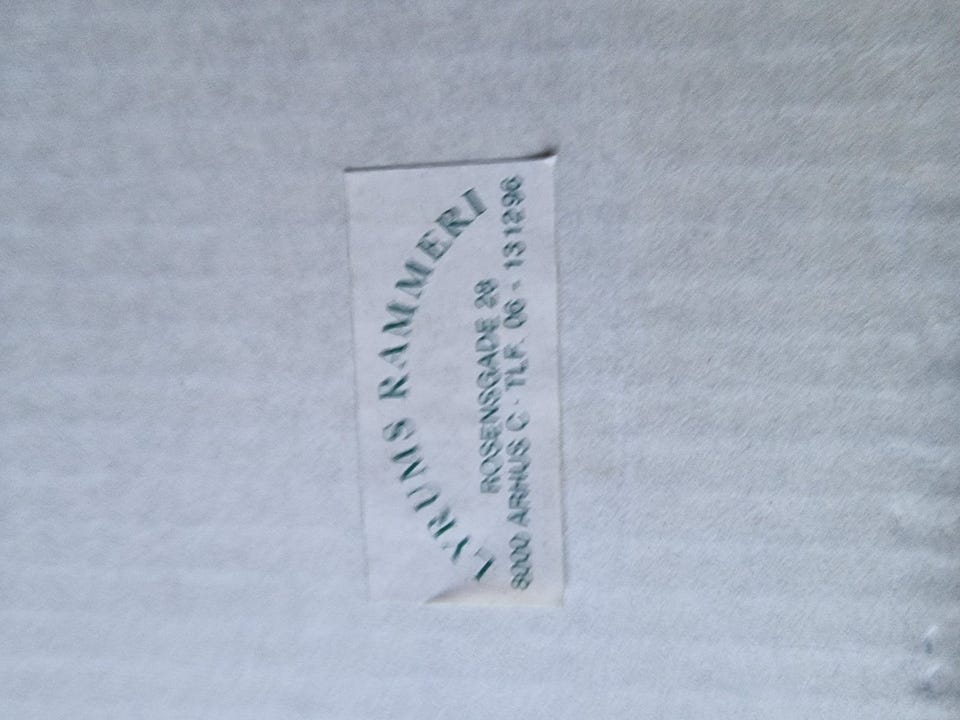 LYRUMS RAMMERI
ROSENSGADE 28
8000 ARHUS C - TLF. 06 - 131296